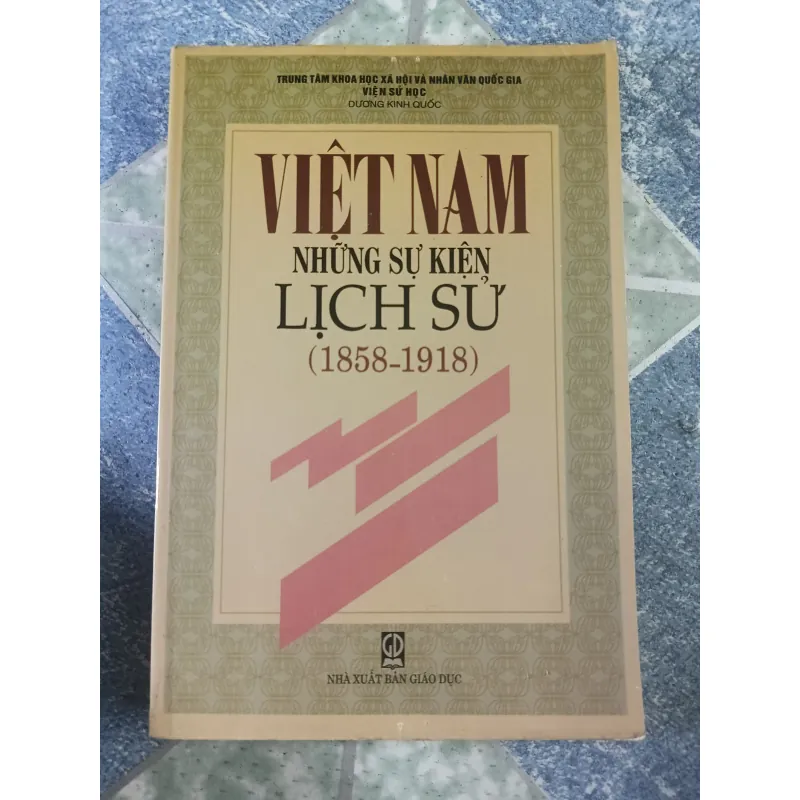 TRUNG TÂM KHOA HỌC XÃ HỘI VÀ NHÂN VĂN QUỐC GIA
VIỆN SỬ HỌC
DƯƠNG KINH QUỐC
VIỆT NAM
NHỮNG SỰ KIỆN
LỊCH SỬ
(1858-1918)
GD
NHÀ XUẤT BẢN GIÁO DỤC